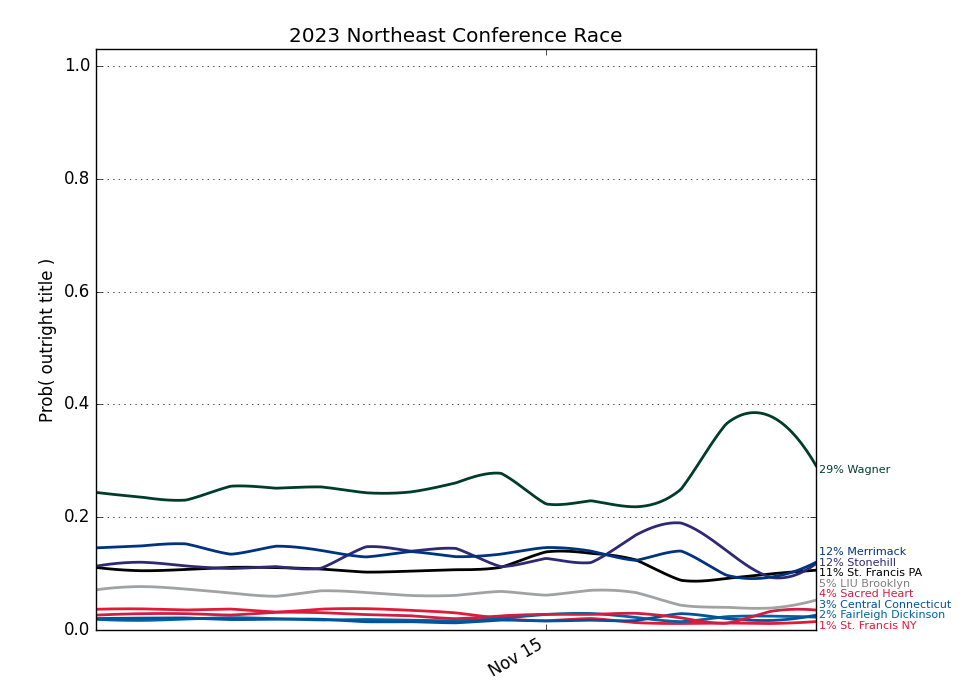 2023 Northeast Conference Race
1.0
0.8
0.6
0.4
0.2
0.0
Prob( outright title )
Nov 15
29% Wagner
12% Merrimack
12% Stonehill
11% St. Francis PA
5% LIU Brooklyn
4% Sacred Heart
3% Central Connecticut
2% Fairleigh Dickinson
1% St. Francis NY